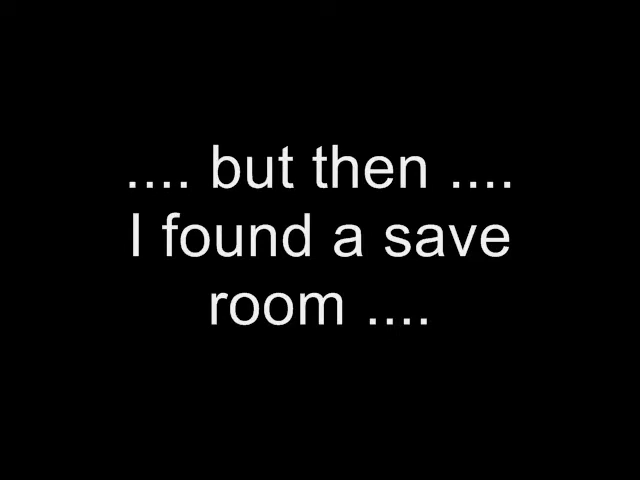 .... but then ....
I found a save
room ....